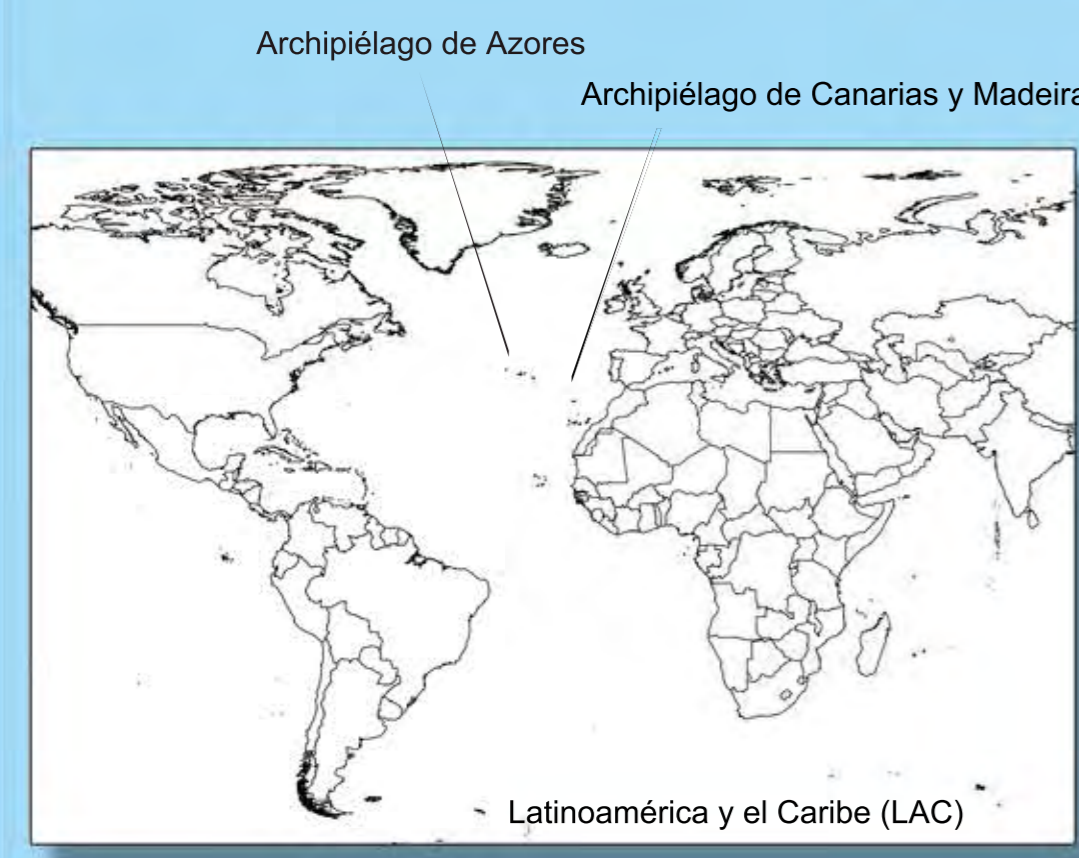 Archipiélago de Azores
Archipiélago de Canarias y Madeira
Latinoamérica y el Caribe (LAC)